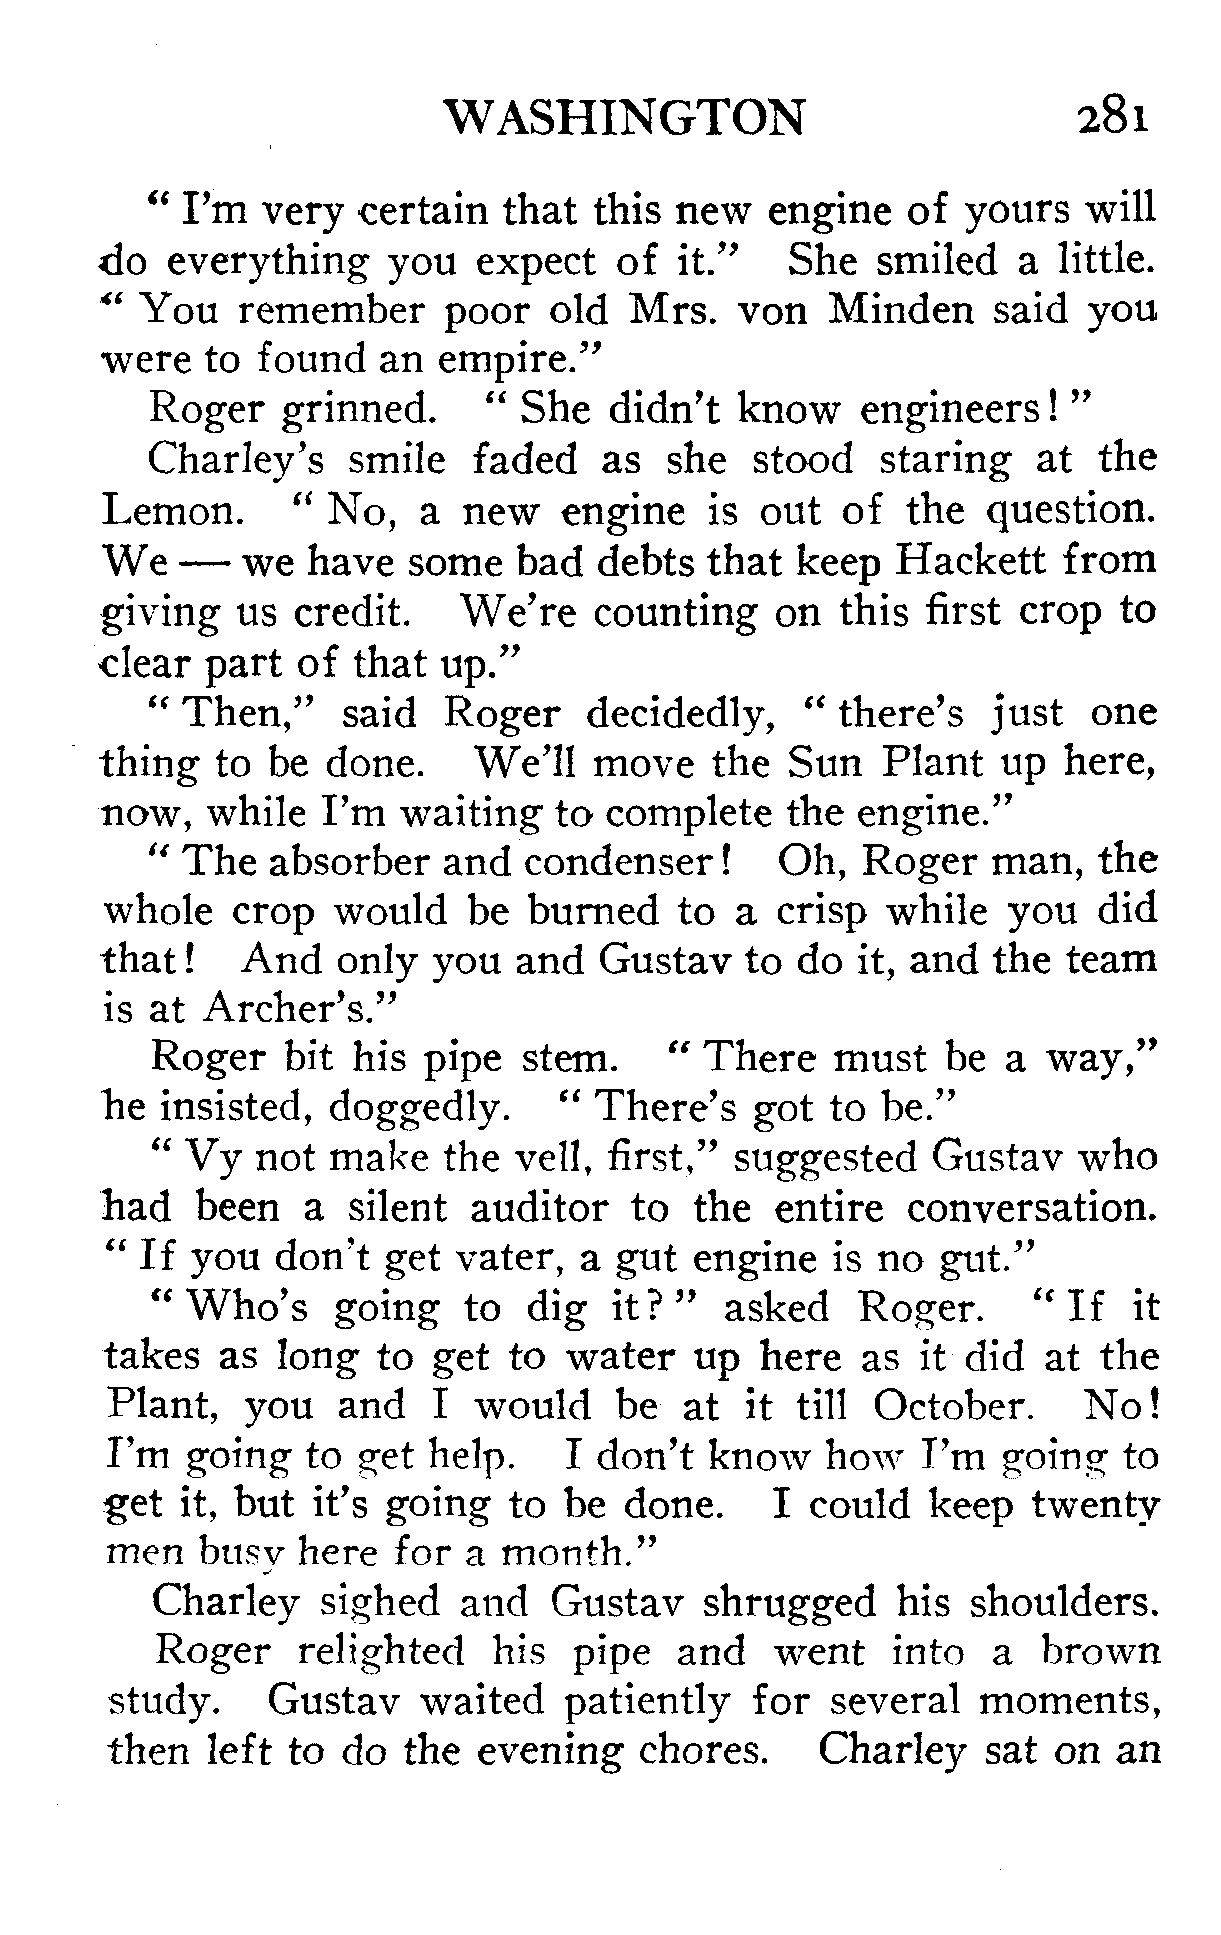 WASHINGTON 281
" I'm very certain that this new engine of yours will
do everything you expect of it." She smiled a little.
" You remember poor old Mrs. von Minden said you
were to found an empire."
Roger grinned. " She didn't know engineers! "
Charley's smile faded as she stood staring at the
Lemon. " No, a new engine is out of the question.
We — we have some bad debts that keep Hackett from
giving us credit. We're counting on this first crop to
clear part of that up."
" Then," said Roger decidedly, " there's just one
thing to be done. We'll move the Sun Plant up here,
now, while I'm waiting to complete the engine."
" The absorber and condenser! Oh, Roger man, the
whole crop would be burned to a crisp while you did
that! And only you and Gustav to do it, and the team
is at Archer's."
Roger bit his pipe stem. " There must be a way,"
he insisted, doggedly. " There's got to be."
" Vy not make the vell, first," suggested Gustav who
had been a silent auditor to the entire conversation.
" If you don't get vater, a gut engine is no gut."
" Who's going to dig it? " asked Roger. " If it
takes as long to get to water up here as it did at the
Plant, you and I would be at it till October. No!
I'm going to get help. I don't know how I'm going to
get it, but it's going to be done. I could keep twenty
men busy here for a month."
Charley sighed and Gustav shrugged his shoulders.
Roger relighted his pipe and went into a brown
study. Gustav waited patiently for several moments,
then left to do the evening chores. Charley sat on an